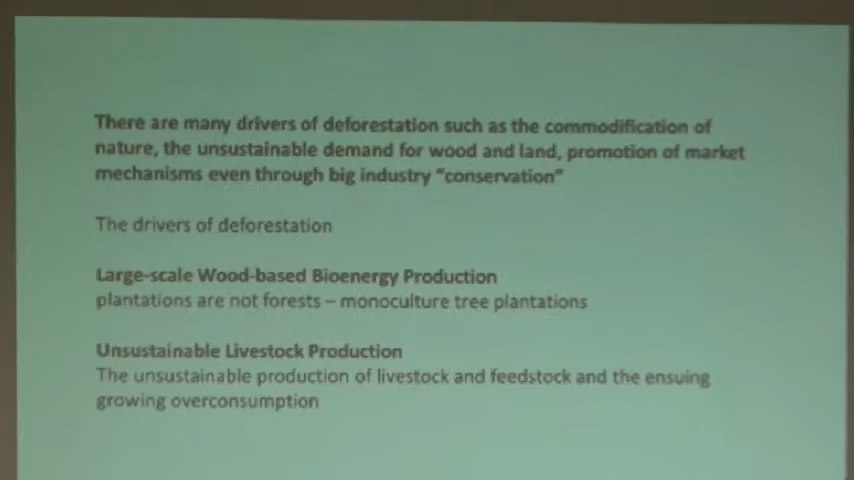 There are many drivers of deforestation such as the commodification of
nature, the unsustainable demand for wood and land, promotion of market
mechanisms even through big industry "conservation"
The drivers of deforestation
Large-scale Wood-based Bioenergy Production
plantations are not forests – monoculture tree plantations
Unsustainable Livestock Production
The unsustainable production of livestock and feedstock and the ensuing
growing overconsumption